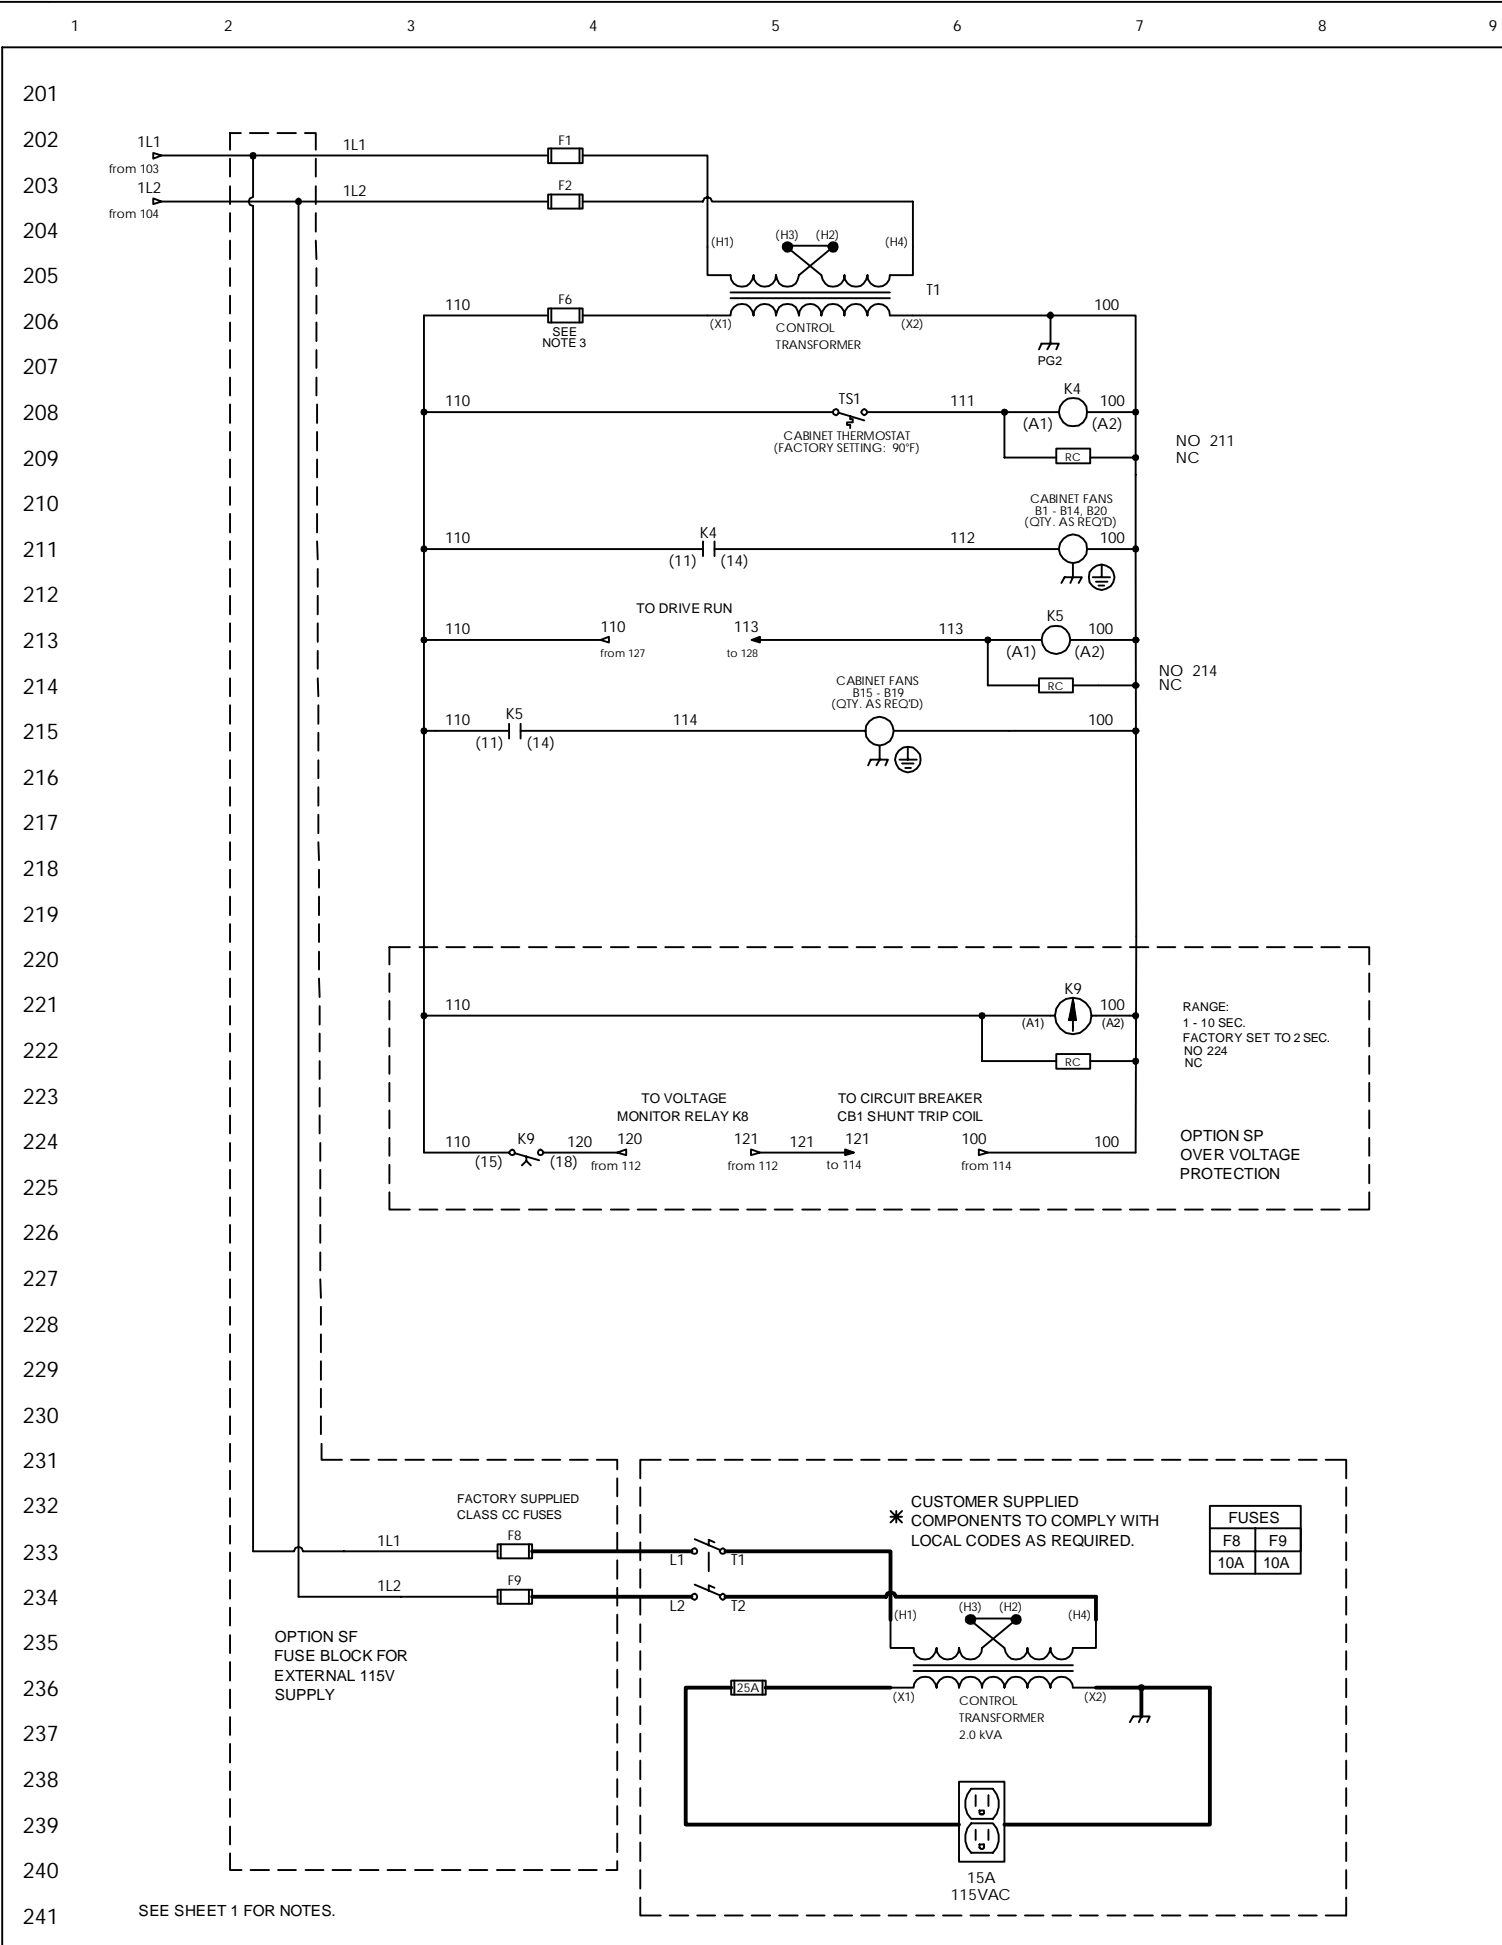 1 2 3 4 5 6 7 8 9
201
202
1L1
from 103
1L1
F1
203
1L2
from 104
1L2
F2
204
(H1)
(H3)
(H2)
(H4)
205
T1
206
110
F6
SEE
NOTE 3
(X1)
CONTROL
TRANSFORMER
(X2)
100
PG2
207
208
110
TS1
CABINET THERMOSTAT
(FACTORY SETTING: 90°F)
111
K4
(A1)
100
(A2)
NO 211
NC
209
RC
210
CABINET FANS
B1 - B14, B20
(QTY. AS REQ'D)
211
110
K4
(11)
(14)
112
100
212
TO DRIVE RUN
213
110
110
from 127
113
to 128
113
K5
(A1)
100
(A2)
NO 214
NC
214
RC
CABINET FANS
B15 - B19
(QTY. AS REQ'D)
215
110
K5
(11)
(14)
114
100
216
217
218
219
220
221
110
K9
(A1)
100
(A2)
RANGE:
1 - 10 SEC.
FACTORY SET TO 2 SEC.
NO 224
NC
222
RC
223
TO VOLTAGE
MONITOR RELAY K8
TO CIRCUIT BREAKER
CB1 SHUNT TRIP COIL
224
110
K9
(15)
(18)
120
120
from 112
121
from 112
121
121
to 114
100
from 114
100
OPTION SP
OVER VOLTAGE
PROTECTION
225
226
227
228
229
230
231
232
FACTORY SUPPLIED
CLASS CC FUSES
CUSTOMER SUPPLIED
COMPONENTS TO COMPLY WITH
LOCAL CODES AS REQUIRED.
FUSES
F8 F9
10A 10A
233
1L1
F8
L1
T1
234
1L2
F9
L2
T2
(H1)
(H3)
(H2)
(H4)
235
OPTION SF
FUSE BLOCK FOR
EXTERNAL 115V
SUPPLY
236
25A
(X1)
CONTROL
TRANSFORMER
2.0 kVA
(X2)
237
238
239
240
15A
115VAC
241
SEE SHEET 1 FOR NOTES.